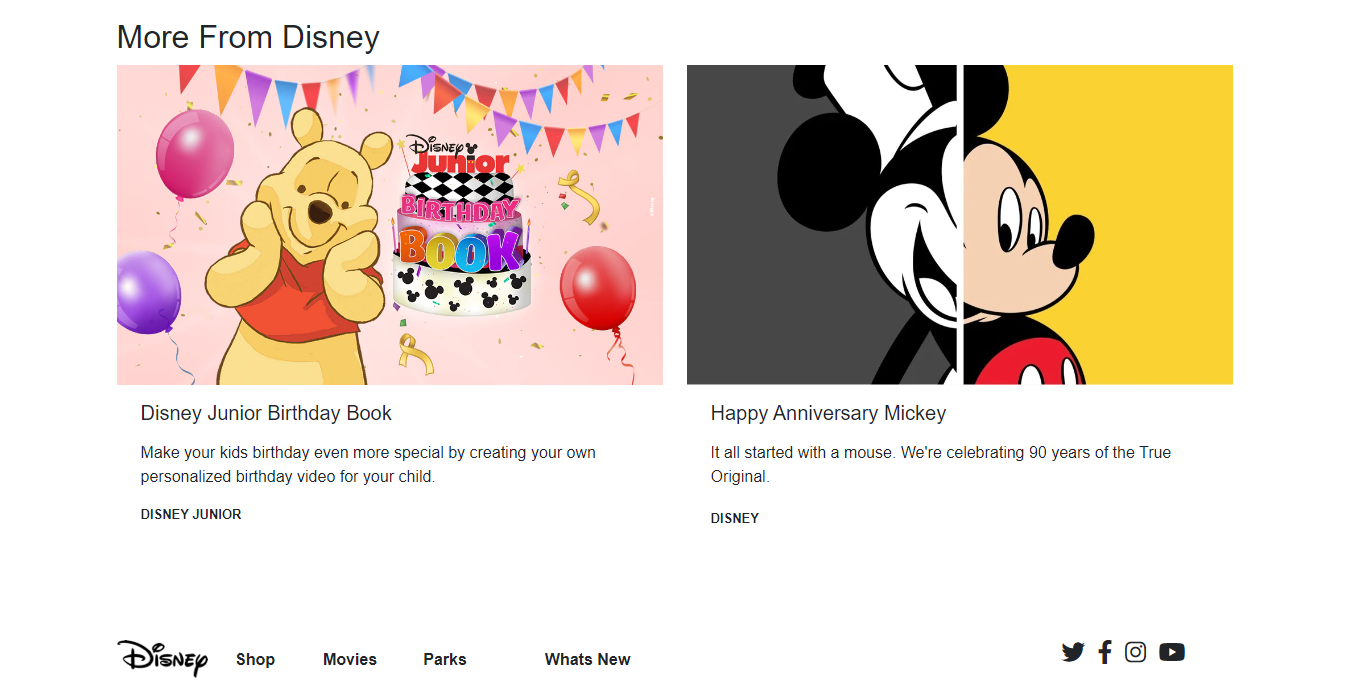 More From Disney
Disney
Junior
BIRTHDAY
BOOK
Disney Junior Birthday Book
Make your kids birthday even more special by creating your own
personalized birthday video for your child.
DISNEY JUNIOR
Happy Anniversary Mickey
It all started with a mouse. We're celebrating 90 years of the True
Original.
DISNEY
Disney
Shop
Movies
Parks
Whats New